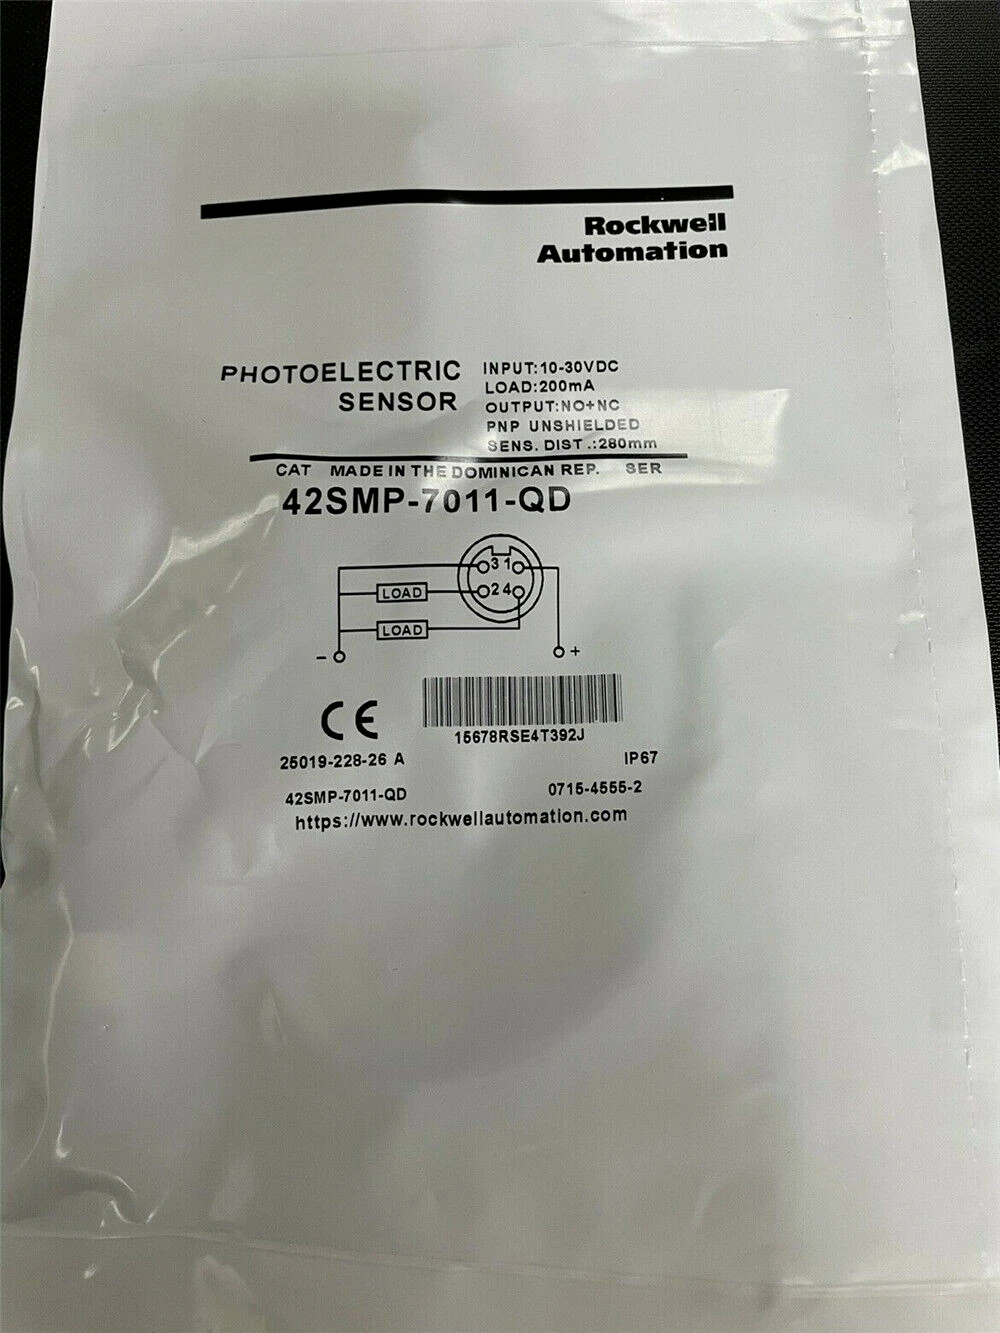 Rockwell
Automation
PHOTOELECTRIC
SENSOR
INPUT:10-30VDC
LOAD:200mA
OUTPUT:NO+NC
PNP UNSHIELDED
SENS. DIST.:280mm
CAT MADE IN THE DOMINICAN REP. SER
42SMP-7011-QD
3 1
LOAD 2 4
LOAD
- +
CE
15678RSE4T392J
25019-228-26 A IP67
42SMP-7011-QD 0715-4555-2
https://www.rockwellautomation.com